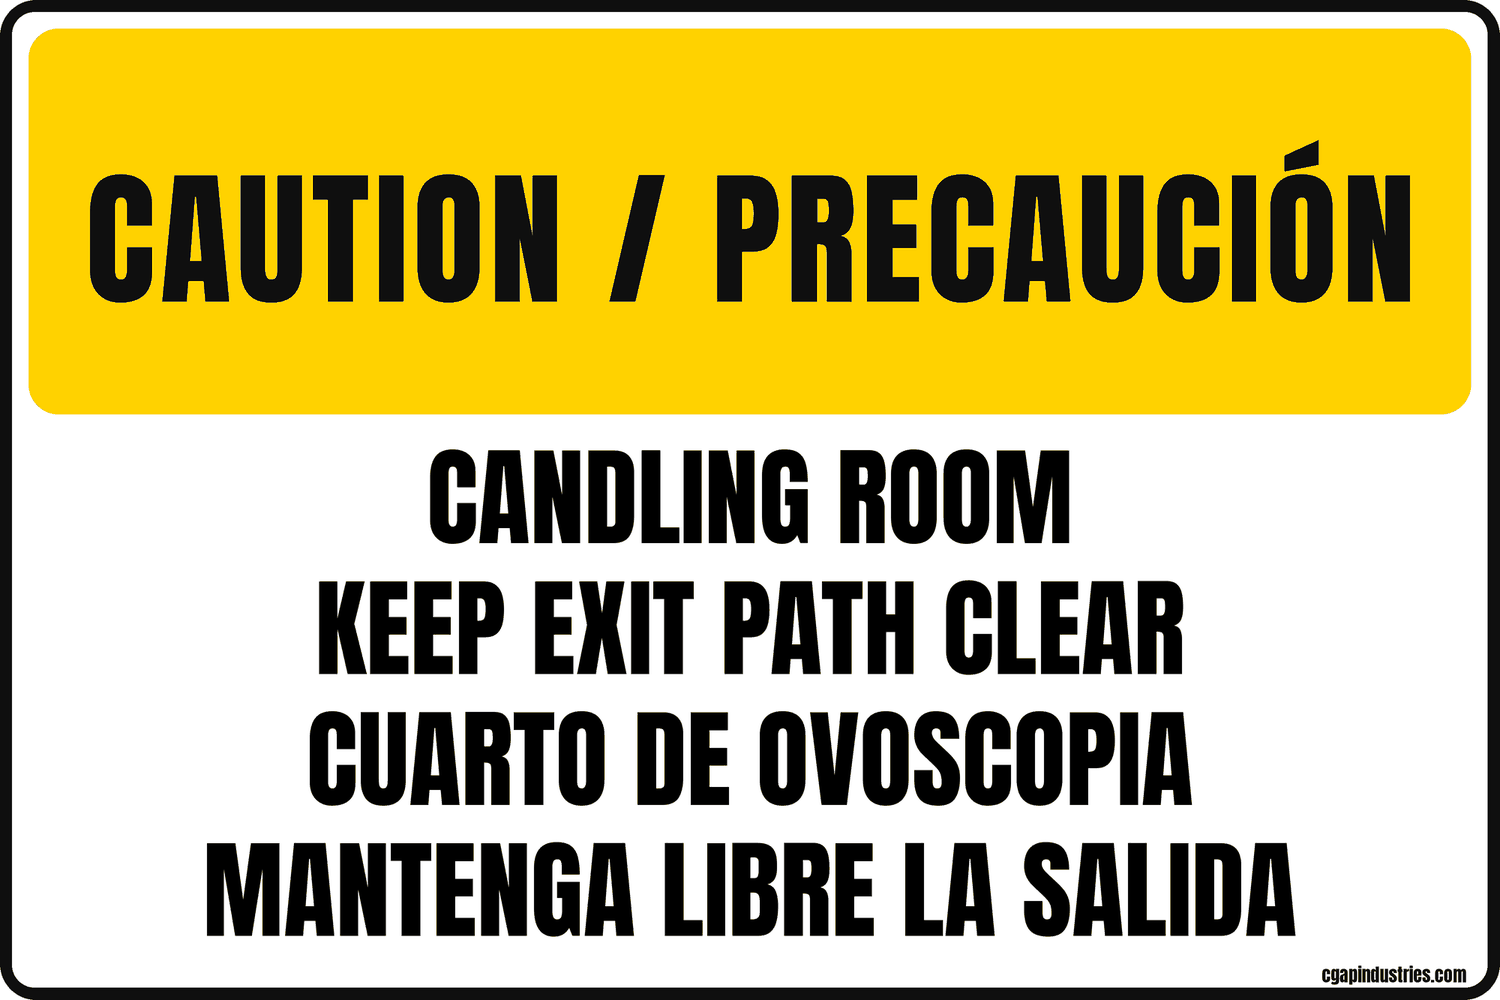 CAUTION / PRECAUCIÓN
CANDLING ROOM
KEEP EXIT PATH CLEAR
CUARTO DE OVOSCOPIA
MANTENGA LIBRE LA SALIDA
cgapindustries.com